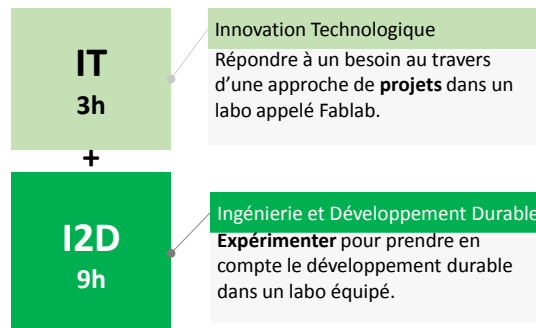 IT
3h
Innovation Technologique
Répondre à un besoin au travers
d'une approche de projets dans un
labo appelé Fablab.
+
I2D
9h
Ingénierie et Développement Durable
Expérimenter pour prendre en
compte le développement durable
dans un labo équipé.